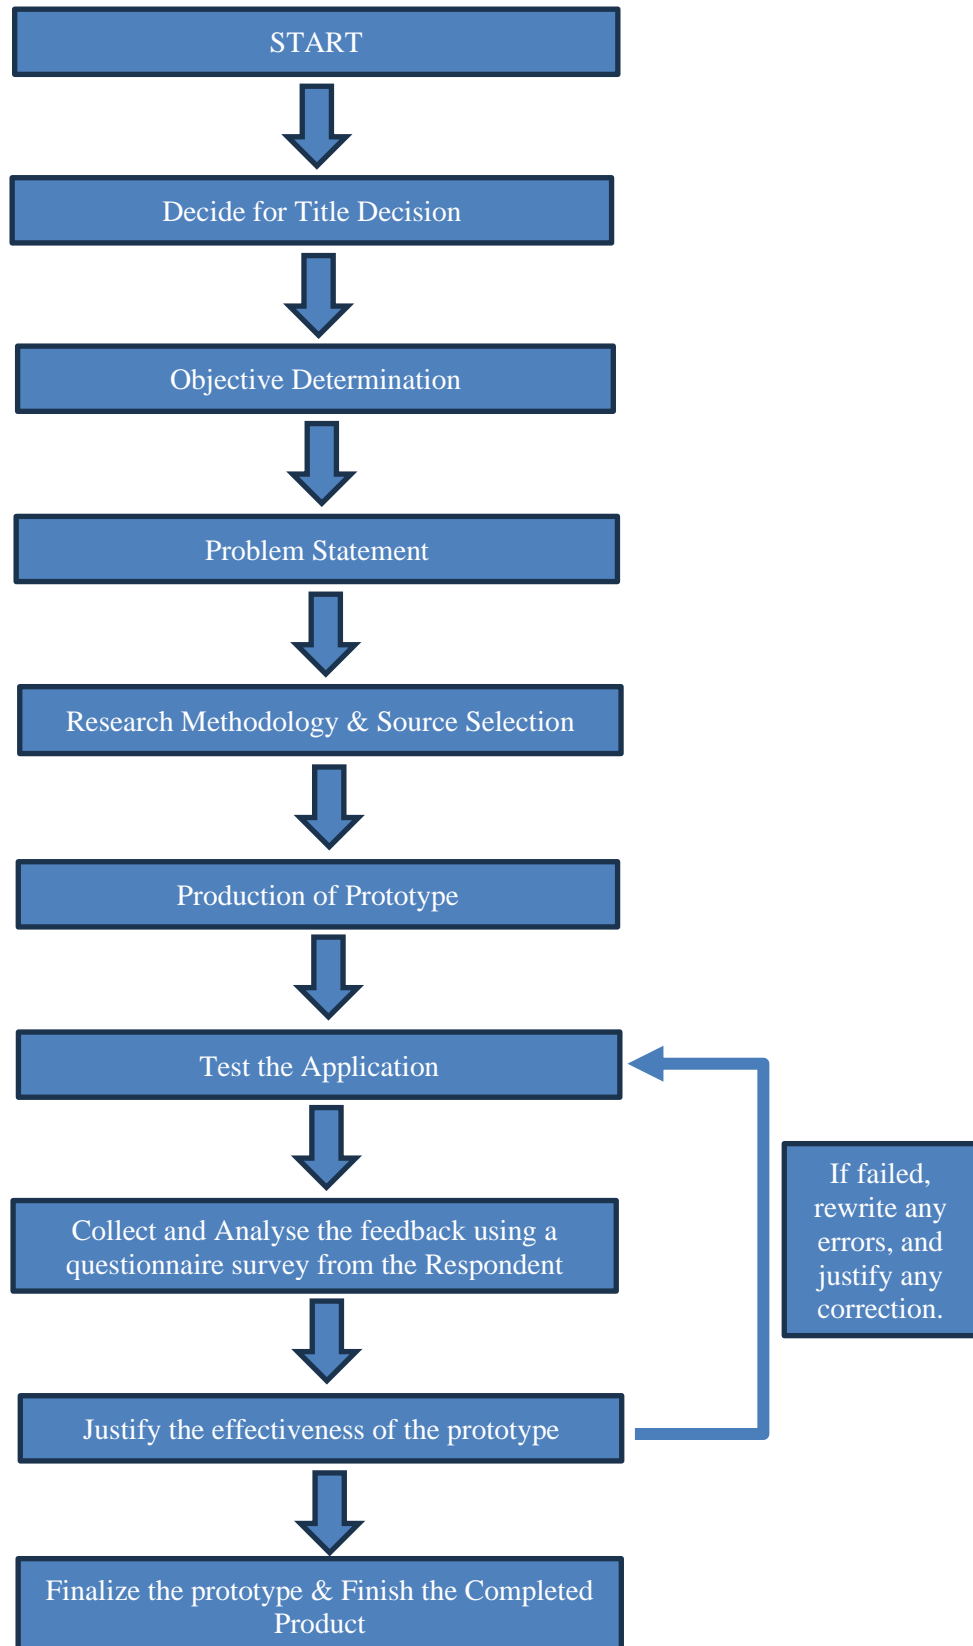 START
Decide for Title Decision
Objective Determination
Problem Statement
Research Methodology & Source Selection
Production of Prototype
Test the Application
Collect and Analyse the feedback using a
questionnaire survey from the Respondent
If failed,
rewrite any
errors, and
justify any
correction.
Justify the effectiveness of the prototype
Finalize the prototype & Finish the Completed
Product